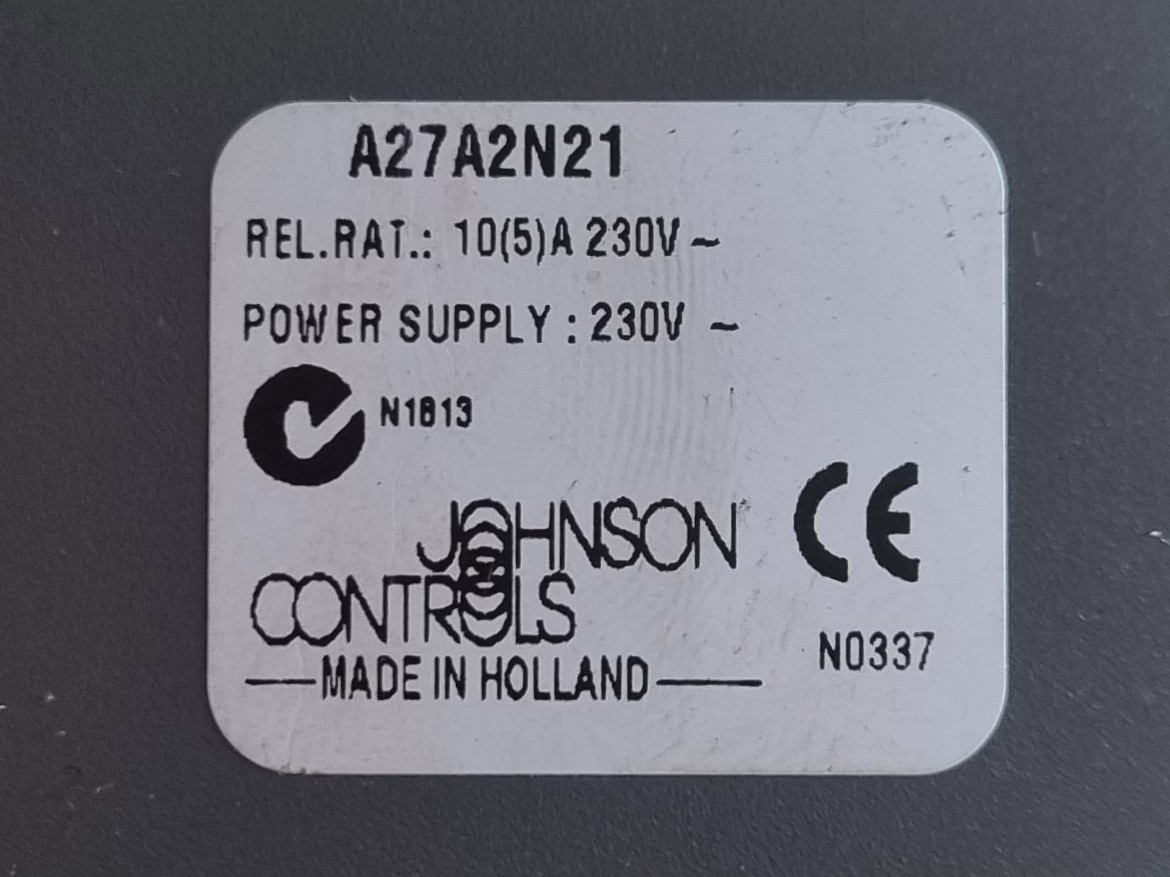 A27A2N21
REL.RAT.: 10(5)A 230V~
POWER SUPPLY : 230V ~
N1813
JOHNSON
CONTROLS
CE
MADE IN HOLLAND
N0337